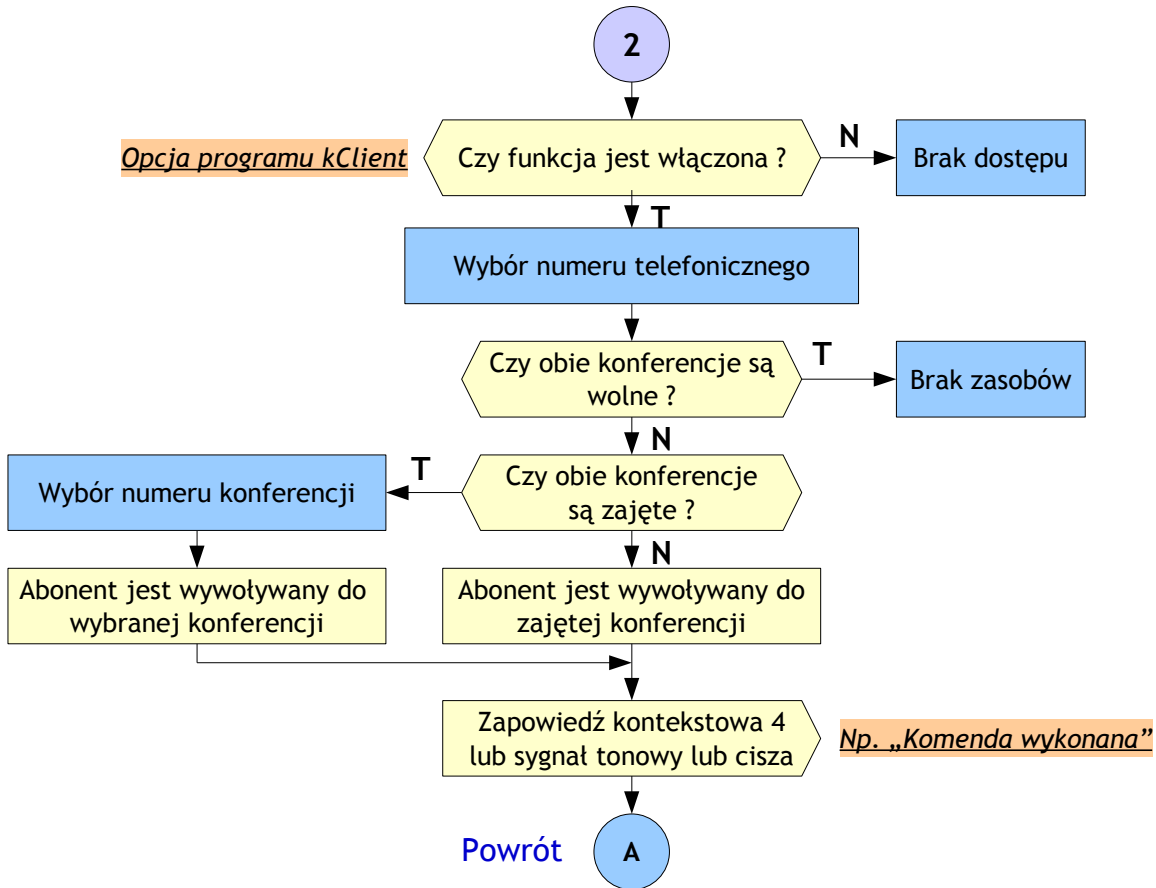 2
Opcja programu kClient
Czy funkcja jest włączona ?
N
Brak dostępu
T
Wybór numeru telefonicznego
Czy obie konferencje są
wolne ?
T
Brak zasobów
N
Wybór numeru konferencji
T
Czy obie konferencje
są zajęte ?
N
Abonent jest wywoływany do
wybranej konferencji
Abonent jest wywoływany do
zajętej konferencji
Zapowiedź kontekstowa 4
lub sygnał tonowy lub cisza
Np. „Komenda wykonana”
Powrót
A